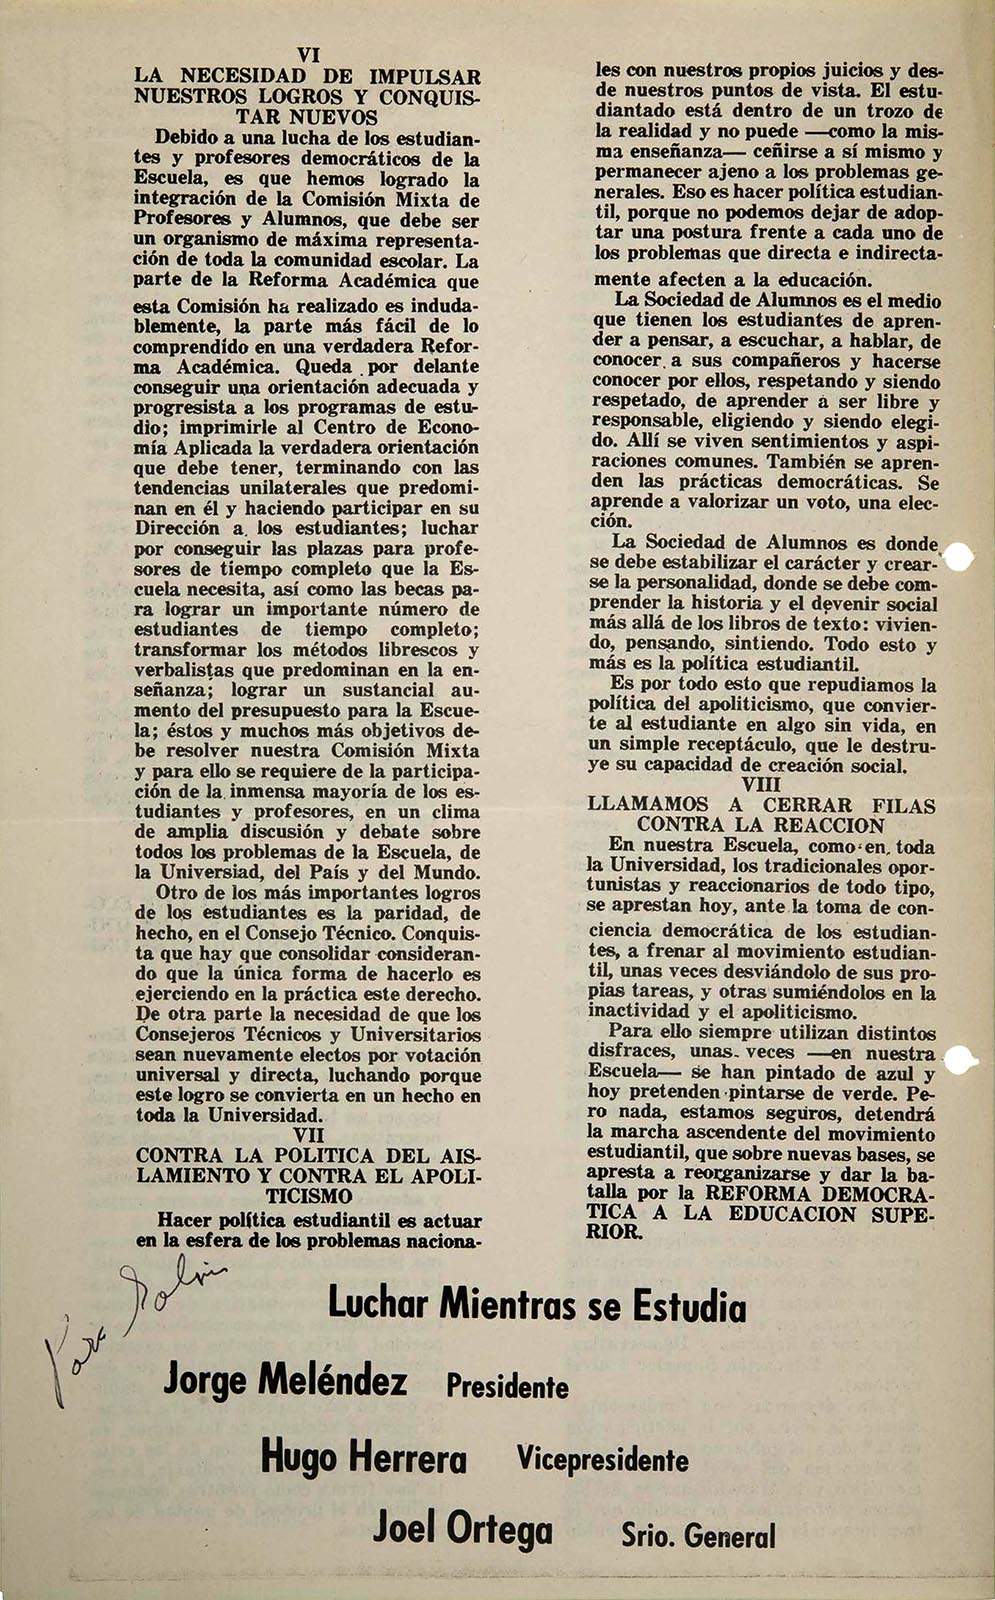 VI
LA NECESIDAD DE IMPULSAR
NUESTROS LOGROS Y CONQUIS-
TAR NUEVOS
Debido a una lucha de los estudian-
tes y profesores democráticos de la
Escuela, es que hemos logrado la
integración de la Comisión Mixta de
Profesores y Alumnos, que debe ser
un organismo de máxima representa-
ción de toda la comunidad escolar. La
parte de la Reforma Académica que
esta Comisión ha realizado es induda-
blemente, la parte más fácil de lo
comprendido en una verdadera Refor-
ma Académica. Queda por delante
conseguir una orientación adecuada y
progresista a los programas de estu-
dio; imprimirle al Centro de Econo-
mía Aplicada la verdadera orientación
que debe tener, terminando con las
tendencias unilaterales que predomi-
nan en él y haciendo participar en su
Dirección a los estudiantes; luchar
por conseguir las plazas para profe-
sores de tiempo completo que la Es-
cuela necesita, así como las becas pa-
ra lograr un importante número de
estudiantes de tiempo completo;
transformar los métodos librescos y
verbalistas que predominan en la en-
señanza; lograr un sustancial au-
mento del presupuesto para la Escue-
la; éstos y muchos más objetivos de-
be resolver nuestra Comisión Mixta
y para ello se requiere de la participa-
ción de la inmensa mayoría de los es-
tudiantes y profesores, en un clima
de amplia discusión y debate sobre
todos los problemas de la Escuela, de
la Universiad, del País y del Mundo.
Otro de los más importantes logros
de los estudiantes es la paridad, de
hecho, en el Consejo Técnico. Conquis-
ta que hay que consolidar consideran-
do que la única forma de hacerlo es
ejerciendo en la práctica este derecho.
De otra parte la necesidad de que los
Consejeros Técnicos y Universitarios
sean nuevamente electos por votación
universal y directa, luchando porque
este logro se convierta en un hecho en
toda la Universidad.
VII
CONTRA LA POLITICA DEL AIS-
LAMIENTO Y CONTRA EL APOLI-
TICISMO
Hacer política estudiantil es actuar
en la esfera de los problemas naciona-
les con nuestros propios juicios y des-
de nuestros puntos de vista. El estu-
diantado está dentro de un trozo de
la realidad y no puede —como la mis-
ma enseñanza— ceñirse a sí mismo y
permanecer ajeno a los problemas ge-
nerales. Eso es hacer política estudian-
til, porque no podemos dejar de adop-
tar una postura frente a cada uno de
los problemas que directa e indirecta-
mente afecten a la educación.
La Sociedad de Alumnos es el medio
que tienen los estudiantes de apren-
der a pensar, a escuchar, a hablar, de
conocer a sus compañeros y hacerse
conocer por ellos, respetando y siendo
respetado, de aprender a ser libre y
responsable, eligiendo y siendo elegi-
do. Allí se viven sentimientos y aspi-
raciones comunes. También se apren-
den las prácticas democráticas. Se
aprende a valorizar un voto, una elec-
ción.
La Sociedad de Alumnos es donde
se debe estabilizar el carácter y crear-
se la personalidad, donde se debe com-
prender la historia y el devenir social
más allá de los libros de texto: vivien-
do, pensando, sintiendo. Todo esto y
más es la política estudiantil.
Es por todo esto que repudiamos la
política del apoliticismo, que convier-
te al estudiante en algo sin vida, en
un simple receptáculo, que le destru-
ye su capacidad de creación social.
VIII
LLAMAMOS A CERRAR FILAS
CONTRA LA REACCION
En nuestra Escuela, como en toda
la Universidad, los tradicionales opor-
tunistas y reaccionarios de todo tipo,
se aprestan hoy, ante la toma de con-
ciencia democrática de los estudian-
tes, a frenar al movimiento estudian-
til, unas veces desviándolo de sus pro-
pias tareas, y otras sumiéndolos en la
inactividad y el apoliticismo.
Para ello siempre utilizan distintos
disfraces, unas veces —en nuestra
Escuela— se han pintado de azul y
hoy pretenden pintarse de verde. Pe-
ro nada, estamos seguros, detendrá
la marcha ascendente del movimiento
estudiantil, que sobre nuevas bases, se
apresta a reorganizarse y dar la ba-
talla por la REFORMA DEMOCRA-
TICA A LA EDUCACION SUPE-
RIOR.
Para
Luchar Mientras se Estudia
Jorge Meléndez Presidente
Hugo Herrera Vicepresidente
Joel Ortega Srio. General